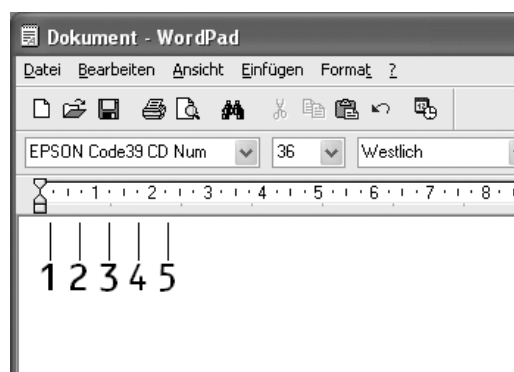 Dokument - WordPad
Datei Bearbeiten Ansicht Einfügen Format ?
EPSON Code39 CD Num 36 Westlich
1 2 3 4 5 6 7 8
1 2 3 4 5